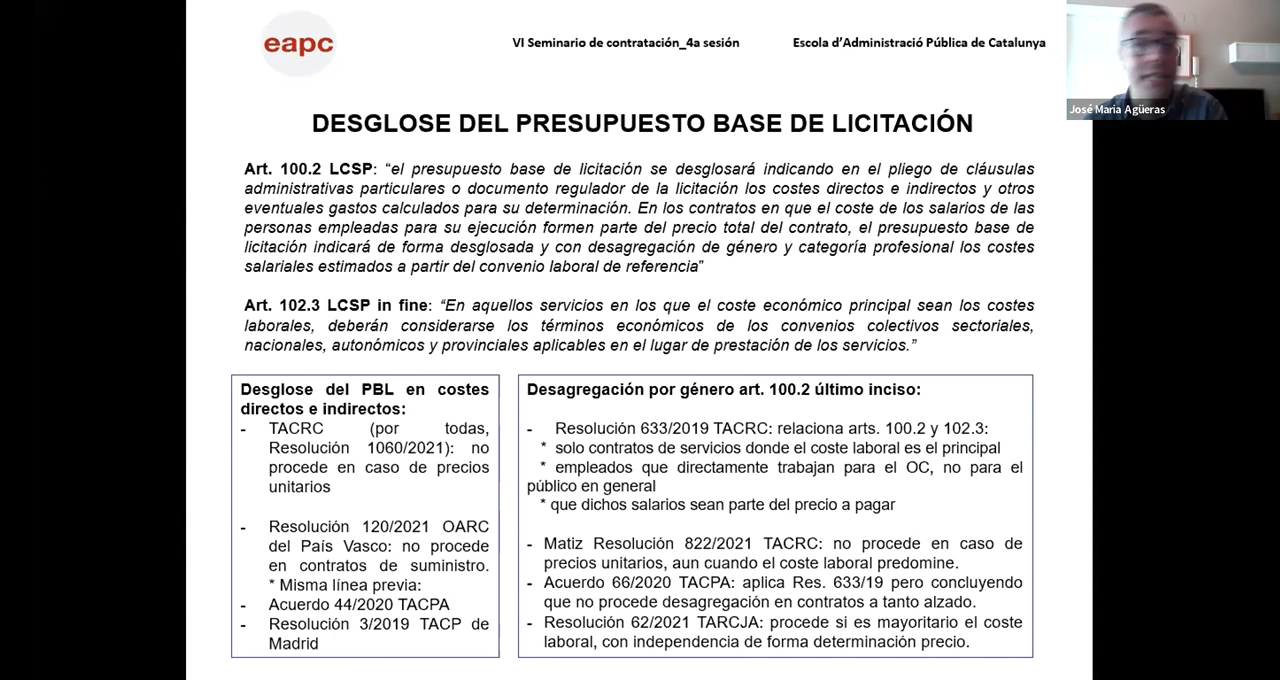 eapc
VI Seminario de contratación_4a sesión
Escola d'Administració Pública de Catalunya
José Maria Agüeras
DESGLOSE DEL PRESUPUESTO BASE DE LICITACIÓN
Art. 100.2 LCSP: “el presupuesto base de licitación se desglosará indicando en el pliego de cláusulas
administrativas particulares o documento regulador de la licitación los costes directos e indirectos y otros
eventuales gastos calculados para su determinación. En los contratos en que el coste de los salarios de las
personas empleadas para su ejecución formen parte del precio total del contrato, el presupuesto base de
licitación indicará de forma desglosada y con desagregación de género y categoría profesional los costes
salariales estimados a partir del convenio laboral de referencia”
Art. 102.3 LCSP in fine: “En aquellos servicios en los que el coste económico principal sean los costes
laborales, deberán considerarse los términos económicos de los convenios colectivos sectoriales,
nacionales, autonómicos y provinciales aplicables en el lugar de prestación de los servicios.”
Desglose del PBL en costes
directos e indirectos:
- TACRC (por todas,
Resolución 1060/2021): no
procede en caso de precios
unitarios
- Resolución 120/2021 OARC
del País Vasco: no procede
en contratos de suministro.
* Misma línea previa:
- Acuerdo 44/2020 TACPA
- Resolución 3/2019 TACP de
Madrid
Desagregación por género art. 100.2 último inciso:
- Resolución 633/2019 TACRC: relaciona arts. 100.2 y 102.3:
* solo contratos de servicios donde el coste laboral es el principal
* empleados que directamente trabajan para el OC, no para el
público en general
* que dichos salarios sean parte del precio a pagar
- Matiz Resolución 822/2021 TACRC: no procede en caso de
precios unitarios, aun cuando el coste laboral predomine.
- Acuerdo 66/2020 TACPA: aplica Res. 633/19 pero concluyendo
que no procede desagregación en contratos a tanto alzado.
- Resolución 62/2021 TARCJA: procede si es mayoritario el coste
laboral, con independencia de forma determinación precio.